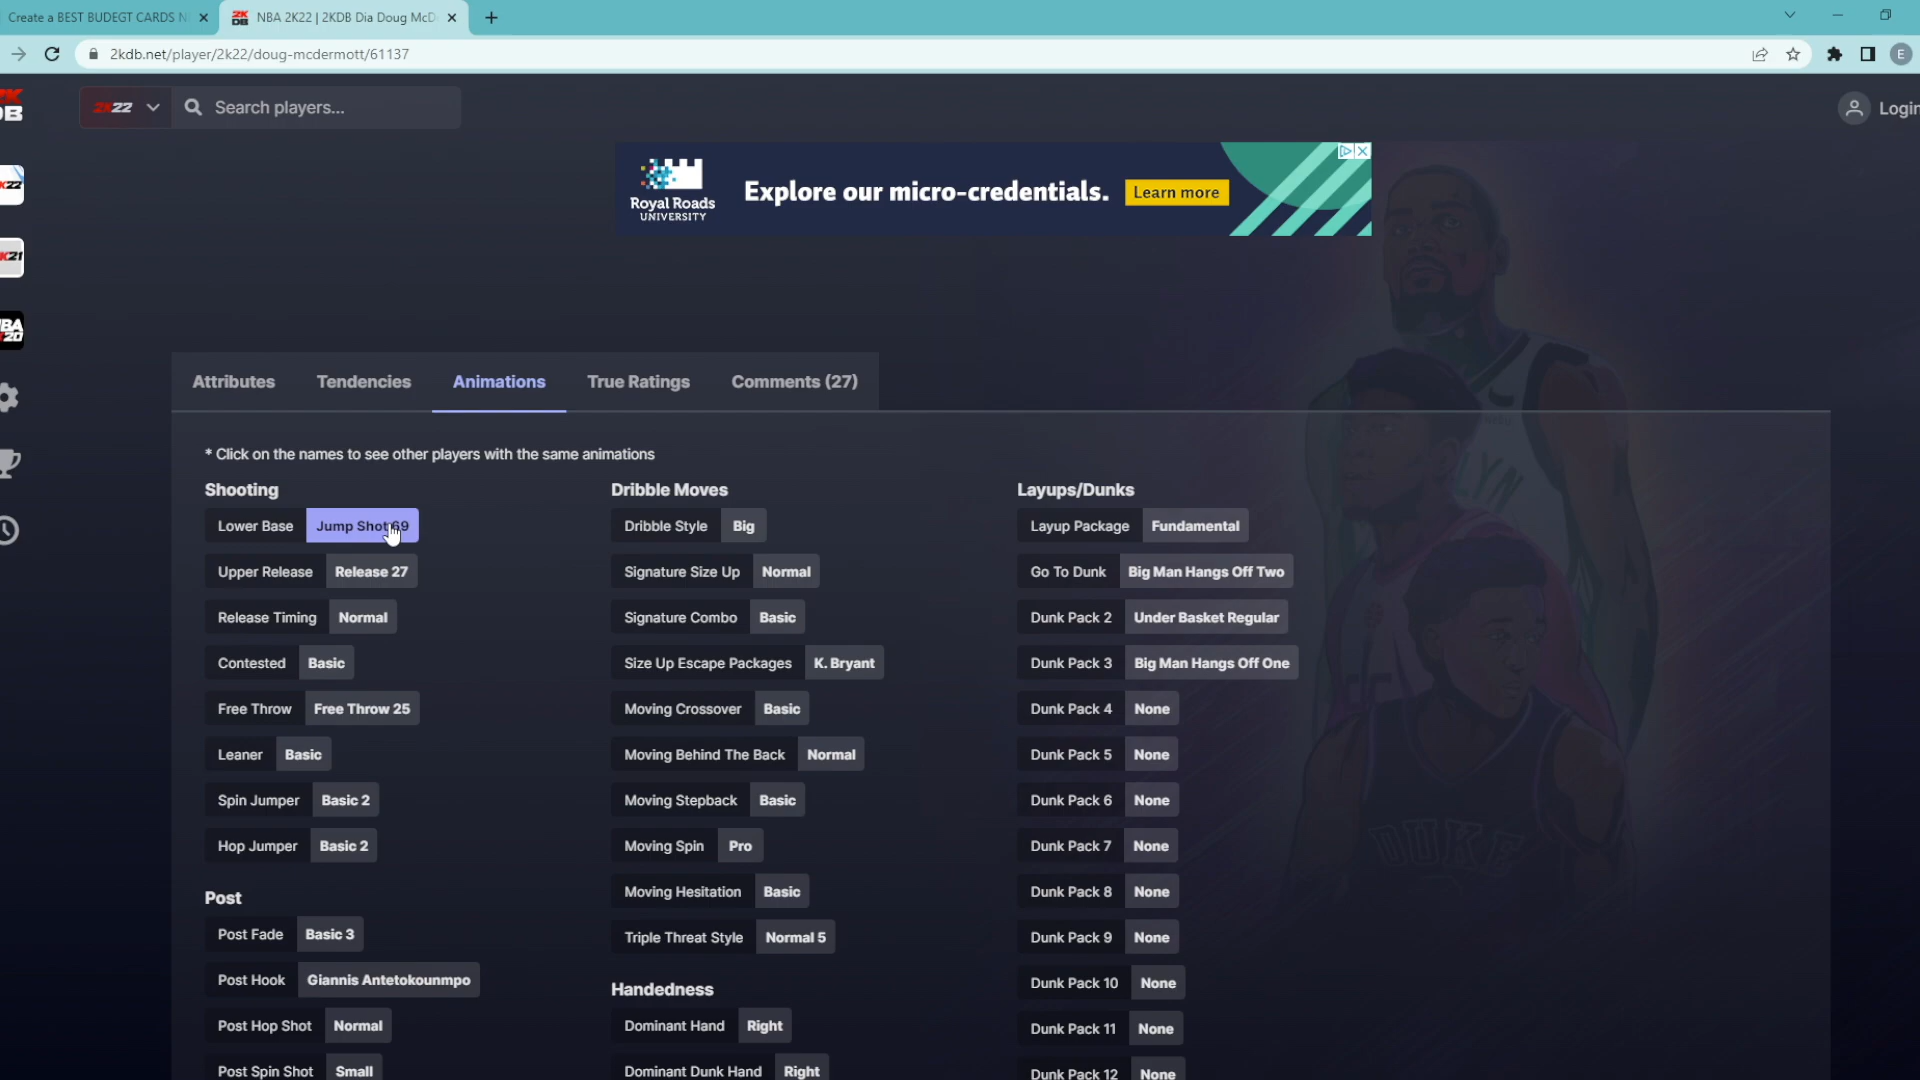 Create a BEST BUDEGT CARDS N
NBA 2K22 | 2KDB Dia Doug McD
2kdb.net/player/2k22/doug-mcdermott/61137
E
2K
DB
2K22
Search players...
Login
Royal Roads
UNIVERSITY
Explore our micro-credentials.
Learn more
K22
K21
BA
20
Attributes
Tendencies
Animations
True Ratings
Comments (27)
* Click on the names to see other players with the same animations
Shooting
Lower Base Jump Shot 69
Upper Release Release 27
Release Timing Normal
Contested Basic
Free Throw Free Throw 25
Leaner Basic
Spin Jumper Basic 2
Hop Jumper Basic 2
Post
Post Fade Basic 3
Post Hook Giannis Antetokounmpo
Post Hop Shot Normal
Post Spin Shot Small
Dribble Moves
Dribble Style Big
Signature Size Up Normal
Signature Combo Basic
Size Up Escape Packages K. Bryant
Moving Crossover Basic
Moving Behind The Back Normal
Moving Stepback Basic
Moving Spin Pro
Moving Hesitation Basic
Triple Threat Style Normal 5
Handedness
Dominant Hand Right
Dominant Dunk Hand Right
Layups/Dunks
Layup Package Fundamental
Go To Dunk Big Man Hangs Off Two
Dunk Pack 2 Under Basket Regular
Dunk Pack 3 Big Man Hangs Off One
Dunk Pack 4 None
Dunk Pack 5 None
Dunk Pack 6 None
Dunk Pack 7 None
Dunk Pack 8 None
Dunk Pack 9 None
Dunk Pack 10 None
Dunk Pack 11 None
Dunk Pack 12 None
DUKE